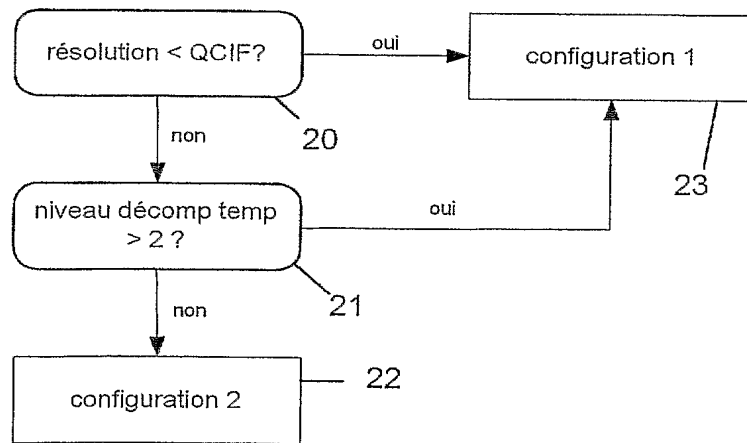 résolution < QCIF?
oui
configuration 1
20
non
23
niveau décomp temp
> 2 ?
oui
21
non
configuration 2
22